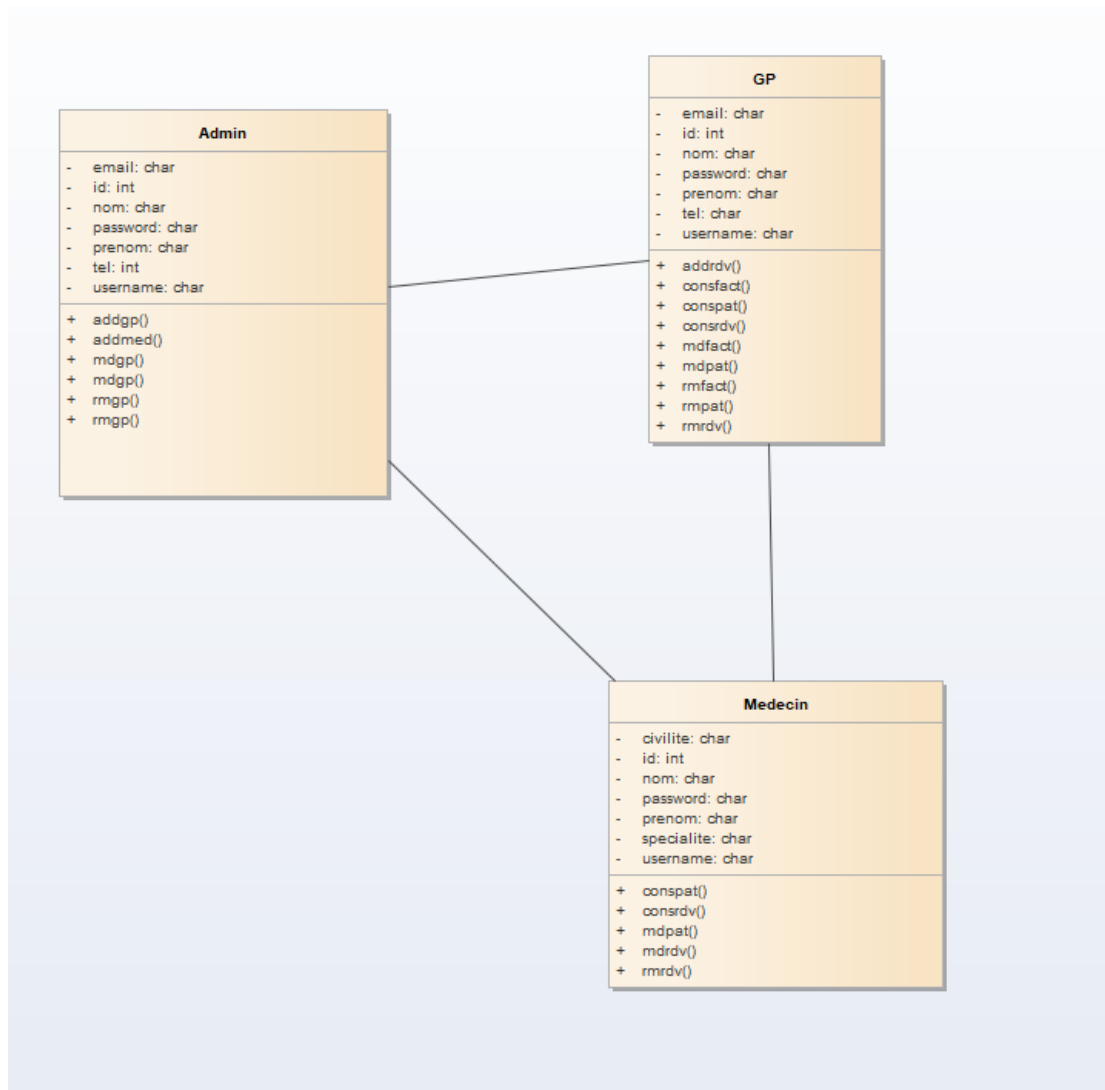 Admin
- email: char
- id: int
- nom: char
- password: char
- prenom: char
- tel: int
- username: char
+ addgp()
+ addmed()
+ mdgp()
+ mdgp()
+ rmgp()
+ rmgp()
GP
- email: char
- id: int
- nom: char
- password: char
- prenom: char
- tel: char
- username: char
+ addrdv()
+ consfact()
+ conspat()
+ consrdv()
+ mdfact()
+ mdpat()
+ rmfact()
+ rmpat()
+ rmrdv()
Medecin
- civilite: char
- id: int
- nom: char
- password: char
- prenom: char
- specialite: char
- username: char
+ conspat()
+ consrdv()
+ mdpat()
+ mdrdv()
+ rmrdv()